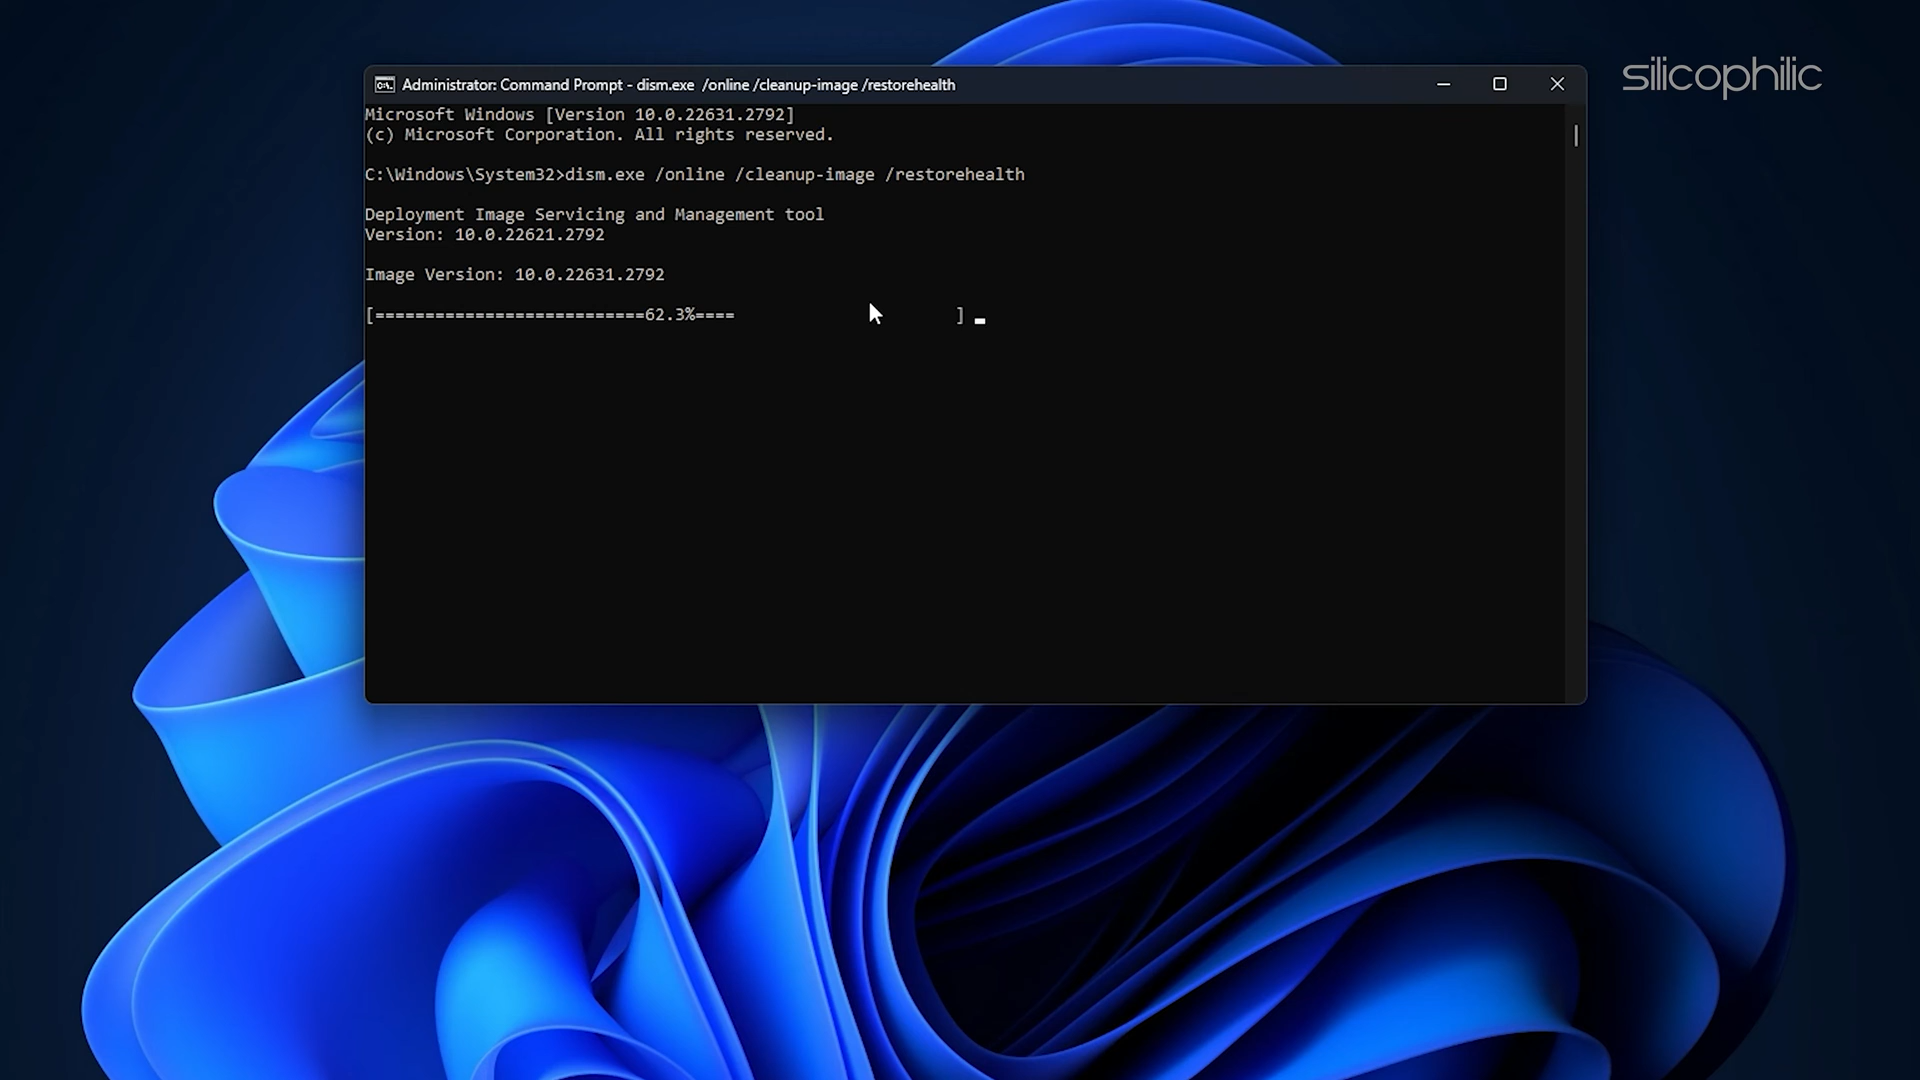 silicophilic
Administrator: Command Prompt - dism.exe  /online /cleanup-image /restorehealth
Microsoft Windows [Version 10.0.22631.2792]
(c) Microsoft Corporation. All rights reserved.
C:\Windows\System32>dism.exe /online /cleanup-image /restorehealth
Deployment Image Servicing and Management tool
Version: 10.0.22621.2792
Image Version: 10.0.22631.2792
[===========================62.3%====                      ]